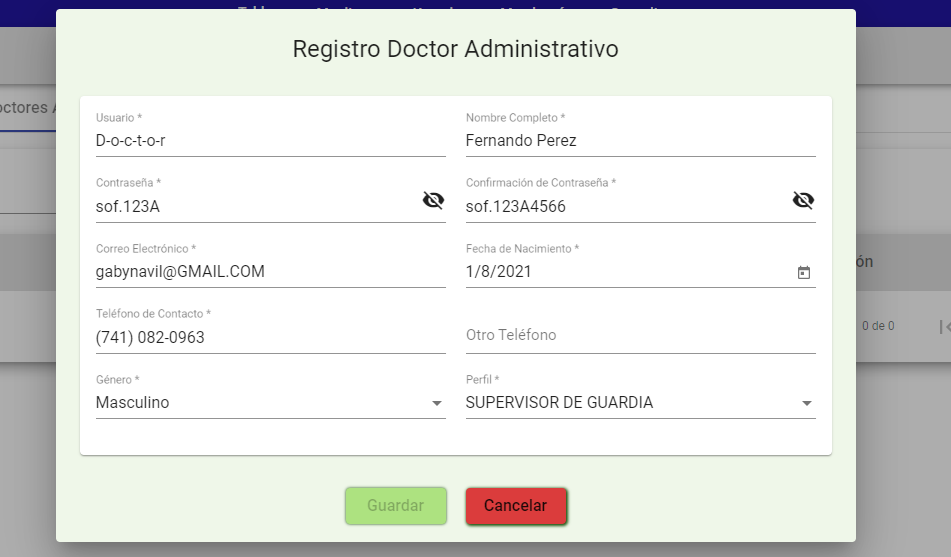 Registro Doctor Administrativo
octores
Usuario * Nombre Completo *
D-o-c-t-o-r Fernando Perez
Contraseña * Confirmación de Contraseña *
sof.123A sof.123A4566
Correo Electrónico * Fecha de Nacimiento *
gabynavil@GMAIL.COM 1/8/2021
ón
Teléfono de Contacto *
(741) 082-0963 Otro Teléfono
0 de 0
Género * Perfil *
Masculino SUPERVISOR DE GUARDIA
Guardar Cancelar